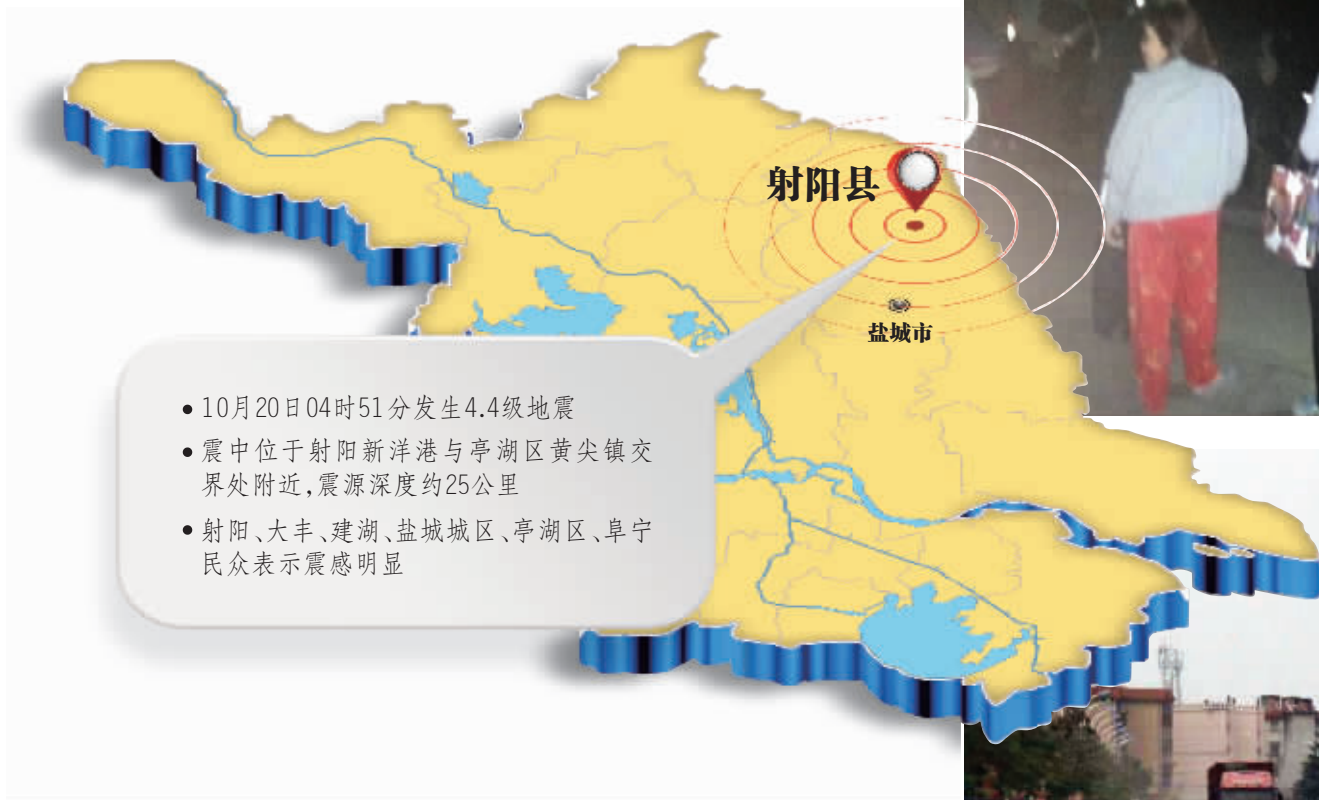 射阳县
盐城市
• 10月20日04时51分发生4.4级地震
• 震中位于射阳新洋港与亭湖区黄尖镇交
界处附近,震源深度约25公里
• 射阳、大丰、建湖、盐城城区、亭湖区、阜宁
民众表示震感明显